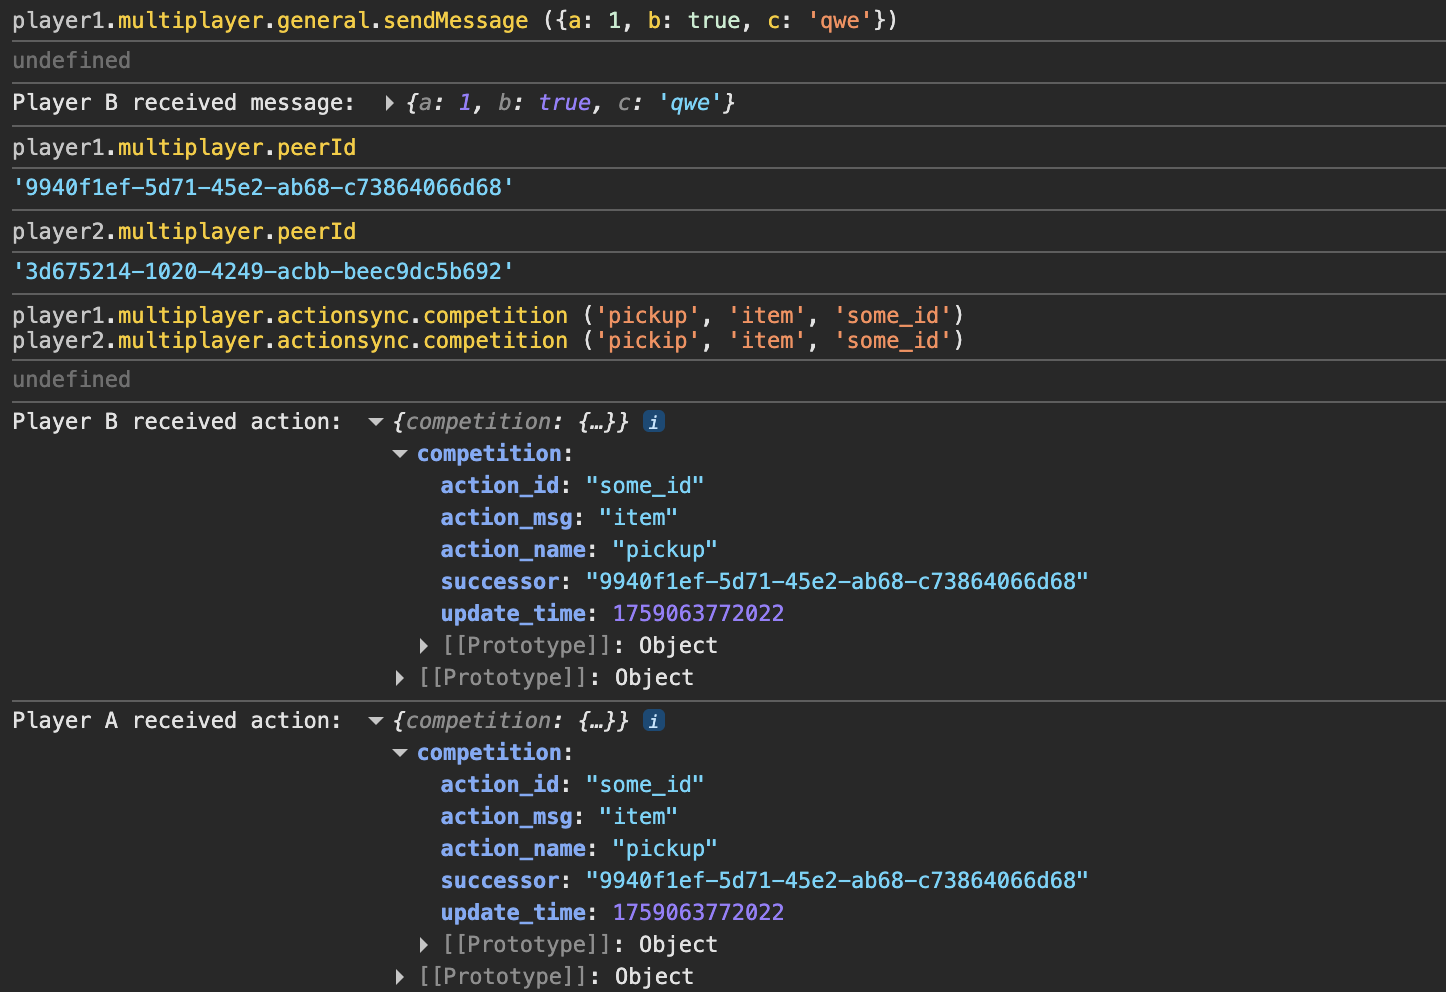 player1.multiplayer.general.sendMessage ({a: 1, b: true, c: 'qwe'})
undefined
Player B received message: ▶ {a: 1, b: true, c: 'qwe'}
player1.multiplayer.peerId
'9940f1ef-5d71-45e2-ab68-c73864066d68'
player2.multiplayer.peerId
'3d675214-1020-4249-acbb-beec9dc5b692'
player1.multiplayer.actionsync.competition ('pickup', 'item', 'some_id')
player2.multiplayer.actionsync.competition ('pickip', 'item', 'some_id')
undefined
Player B received action: ▼ {competition: {…}} i
▼ competition:
action_id: "some_id"
action_msg: "item"
action_name: "pickup"
successor: "9940f1ef-5d71-45e2-ab68-c73864066d68"
update_time: 1759063772022
▶ [[Prototype]]: Object
▶ [[Prototype]]: Object
Player A received action: ▼ {competition: {…}} i
▼ competition:
action_id: "some_id"
action_msg: "item"
action_name: "pickup"
successor: "9940f1ef-5d71-45e2-ab68-c73864066d68"
update_time: 1759063772022
▶ [[Prototype]]: Object
▶ [[Prototype]]: Object